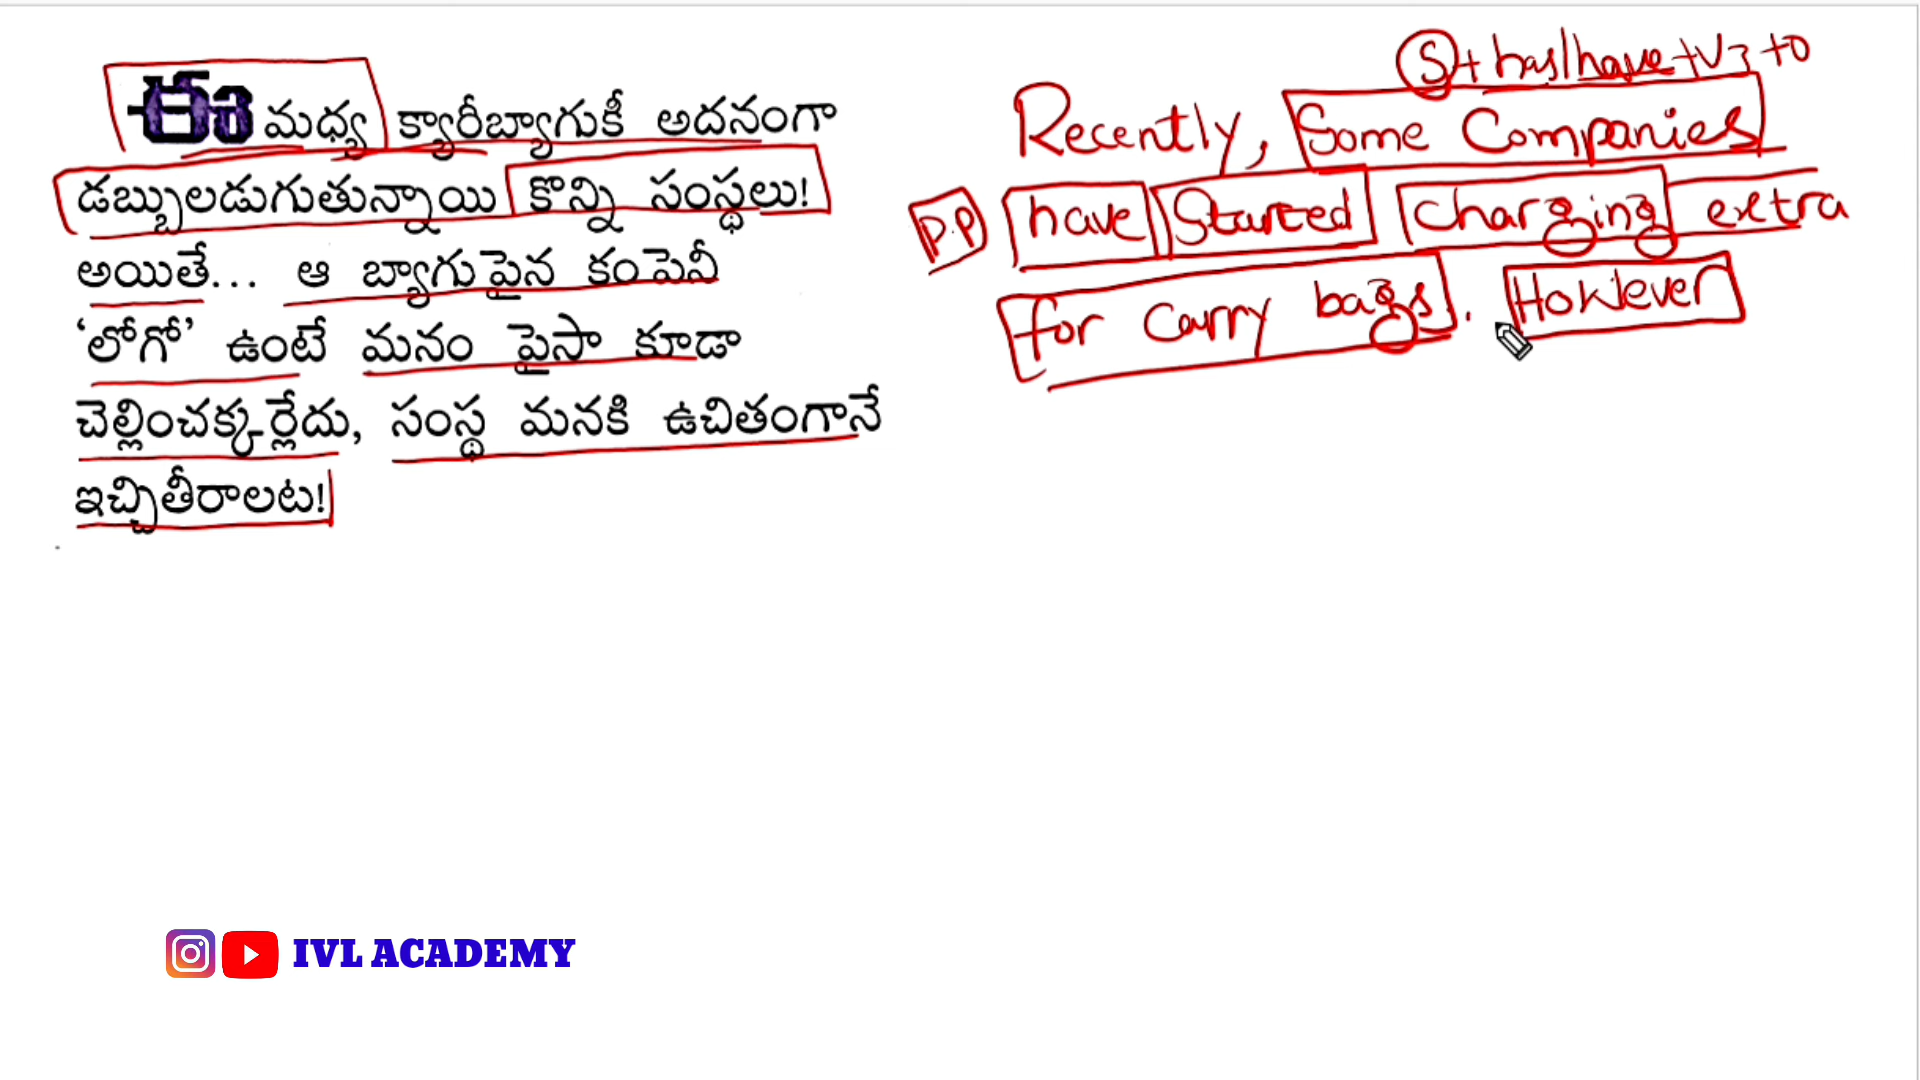 ఈ మధ్య క్యారీబ్యాగుకీ అదనంగా
డబ్బులడుగుతున్నాయి కొన్ని సంస్థలు!
అయితే... ఆ బ్యాగుపైన కంపెనీ
‘లోగో’ ఉంటే మనం పైసా కూడా
చెల్లించక్కర్లేదు, సంస్థ మనకి ఉచితంగానే
ఇచ్చితీరాలట!
S + has/have + V3 + O
Recently, Some Companies
P.P have Started charging extra
for Carry bags. However
IVL ACADEMY